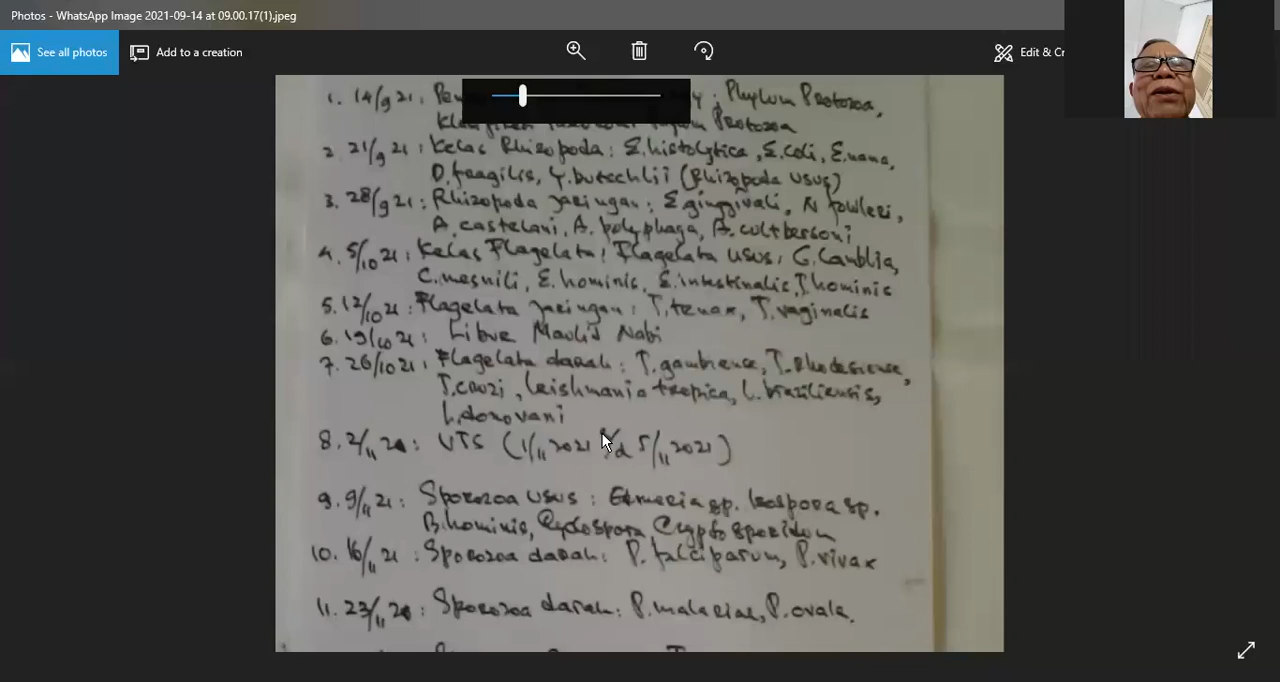 Photos - WhatsApp Image 2021-09-14 at 09.00.17(1).jpeg
See all photos
Add to a creation
Edit & Cr
1. 14/9 21: Phylum Protozoa,
Protozoa
2. 21/9 21: Kelas Rhizopoda: E.histolytica, E.coli, E.nana,
D.fragilis, Y.butschlii (Rhizopoda usus)
3. 28/9 21: Rhizopoda jaringan: E ginggivali, N fowleri,
A. castelani, A. polyphaga, A. cultbersoni
4. 5/10 21: Kelas Flagelata: Flagelata usus: G. Lamblia,
C.mesnili, E.hominis, E.intestinalis, T.hominis
5. 12/10 21: Flagelata jaringan: T.tenax, T.vaginalis
6. 19/10 21: Libur Maulid Nabi
7. 26/10 21: Flagelata darah: T.gambiense, T.Rhodesiense,
T.cruzi, Leishmania tropica, L.braziliensis,
L.donovani
8. 2/11 21: UTS (1/11 2021 s/d 5/11 2021)
9. 9/11 21: Sporozoa usus: Eimeria sp. Isospora sp.
B.hominis, Cyclospora Cryptosporidum
10. 16/11 21: Sporozoa darah: P. falciparum, P. vivax
11. 23/11 21: Sporozoa darah: P.malariae, P.ovale.